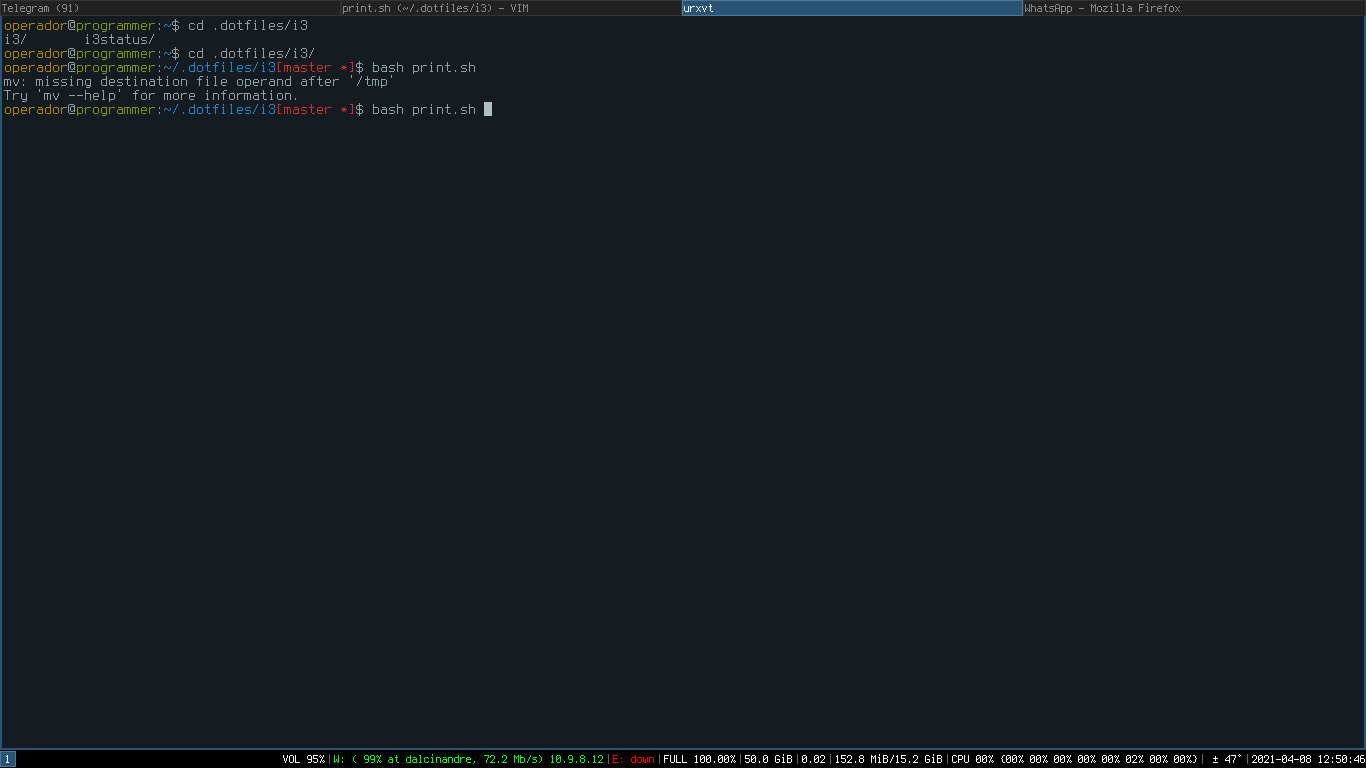 Telegram (91) print.sh (~/.dotfiles/i3) - VIM urxvt WhatsApp - Mozilla Firefox
operador@programmer:~$ cd .dotfiles/i3
i3/       i3status/
operador@programmer:~$ cd .dotfiles/i3/
operador@programmer:~/.dotfiles/i3[master *]$ bash print.sh
mv: missing destination file operand after '/tmp'
Try 'mv --help' for more information.
operador@programmer:~/.dotfiles/i3[master *]$ bash print.sh
1 VOL 95%|W: ( 99% at dalcinandre, 72.2 Mb/s) 10.9.8.12|E: down|FULL 100.00%|50.0 GiB|0.02|152.8 MiB/15.2 GiB|CPU 00% (00% 00% 00% 00% 00% 02% 00% 00%)| ± 47°|2021-04-08 12:50:46